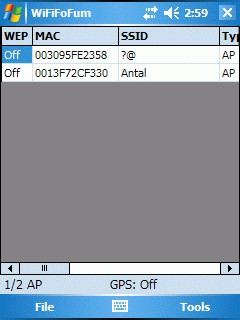 WiFiFoFum 2:59
WEP MAC SSID Typ
Off 003095FE2358 ?@ AP
Off 0013F72CF330 Antal AP
1/2 AP GPS: Off
File Tools